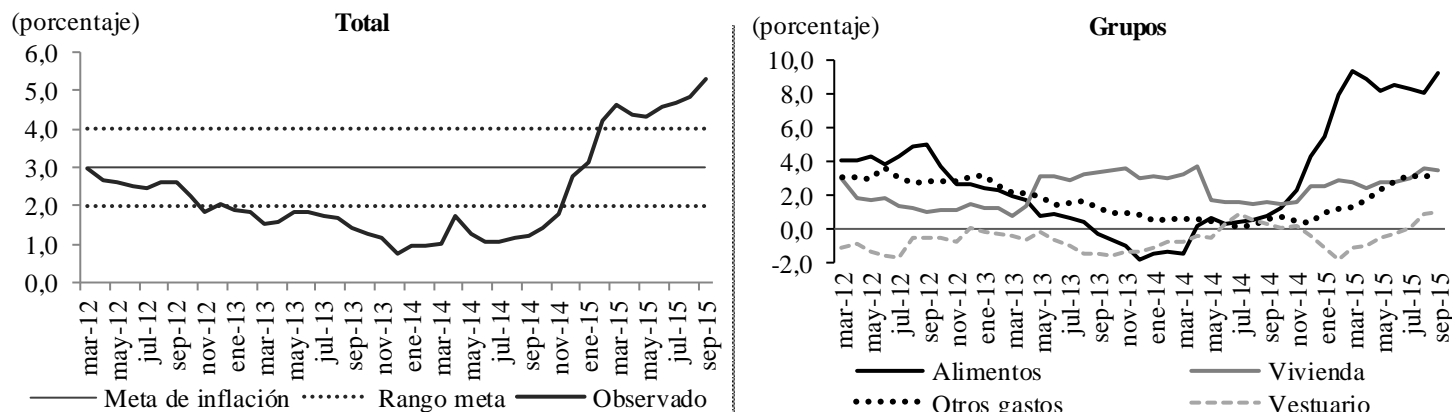 (porcentaje)
Total
6,0
5,0
4,0
3,0
2,0
1,0
0,0
mar-12
may-12
jul-12
sep-12
nov-12
ene-13
mar-13
may-13
jul-13
sep-13
nov-13
ene-14
mar-14
may-14
jul-14
sep-14
nov-14
ene-15
mar-15
may-15
jul-15
sep-15
Meta de inflación
Rango meta
Observado
(porcentaje)
Grupos
10,0
8,0
6,0
4,0
2,0
0,0
-2,0
mar-12
may-12
jul-12
sep-12
nov-12
ene-13
mar-13
may-13
jul-13
sep-13
nov-13
ene-14
mar-14
may-14
jul-14
sep-14
nov-14
ene-15
mar-15
may-15
jul-15
sep-15
Alimentos
Vivienda
Otros gastos
Vestuario